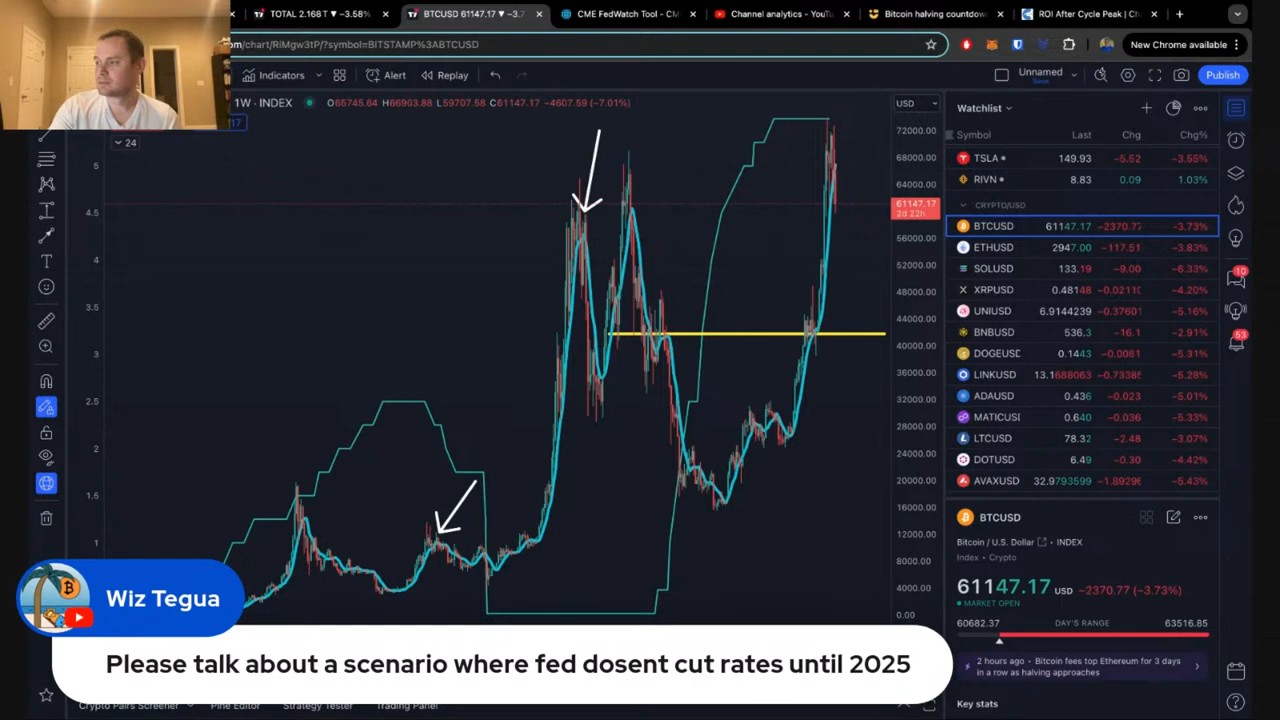 TOTAL 2.168 T ▼ −3.58%
BTCUSD 61147.17 ▼ −3.7
CME FedWatch Tool - CM
Channel analytics - YouTu
Bitcoin halving countdow
ROI After Cycle Peak | Ch
om/chart/RiMgw3tP/?symbol=BITSTAMP%3ABTCUSD
New Chrome available
Indicators
Alert
Replay
Unnamed
Save
Publish
1W · INDEX
O65745.64 H66903.88 L59707.58 C61147.17 −4607.59 (−7.01%)
USD
17
24
5
4.5
4
3.5
3
2.5
2
1.5
1
72000.00
68000.00
64000.00
61147.17
2d 22h
56000.00
52000.00
48000.00
44000.00
40000.00
36000.00
32000.00
28000.00
24000.00
20000.00
16000.00
12000.00
8000.00
4000.00
0.00
Watchlist
Symbol Last Chg Chg%
TSLA 149.93 −5.52 −3.55%
RIVN 8.83 0.09 1.03%
CRYPTO/USD
BTCUSD 61147.17 −2370.77 −3.73%
ETHUSD 2947.00 −117.51 −3.83%
SOLUSD 133.19 −9.00 −6.33%
XRPUSD 0.48148 −0.0211( −4.20%
UNIUSD 6.9144239 −0.37601 −5.16%
BNBUSD 536.3 −16.1 −2.91%
DOGEUSD 0.1443 −0.0081 −5.31%
LINKUSD 13.1688063 −0.73385 −5.28%
ADAUSD 0.436 −0.023 −5.01%
MATICUSI 0.640 −0.036 −5.33%
LTCUSD 78.32 −2.48 −3.07%
DOTUSD 6.49 −0.30 −4.42%
AVAXUSD 32.9793599 −1.89296 −5.43%
10
53
BTCUSD
Bitcoin / U.S. Dollar · INDEX
Index · Crypto
61147.17 USD −2370.77 (−3.73%)
MARKET OPEN
60682.37 DAY'S RANGE 63516.85
2 hours ago · Bitcoin fees top Ethereum for 3 days
in a row as halving approaches
Key stats
Wiz Tegua
Please talk about a scenario where fed dosent cut rates until 2025
Crypto Pairs Screener
Pine Editor
Strategy Tester
Trading Panel